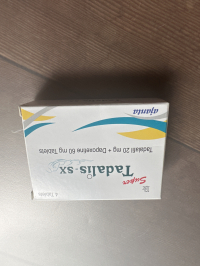 Super
Tadalis-SX
Tadalafil 20 mg + Dapoxetine 60 mg Tablets
4 Tablets
ajanta